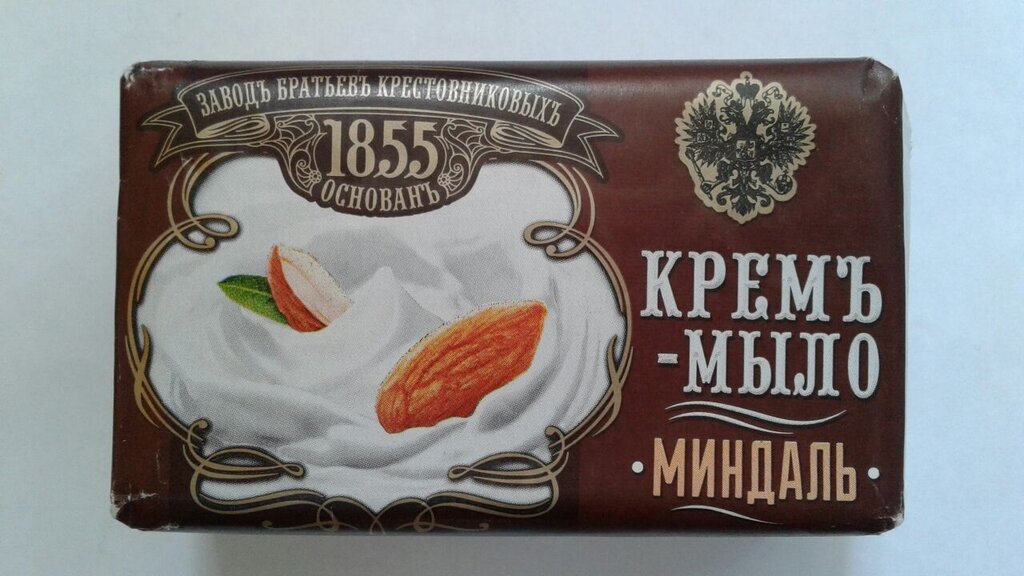 ЗАВОДЪ БРАТЬЕВЪ КРЕСТОВНИКОВЫХЪ
1855
ОСНОВАНЪ
КРЕМЪ
-МЫЛО
• МИНДАЛЬ •